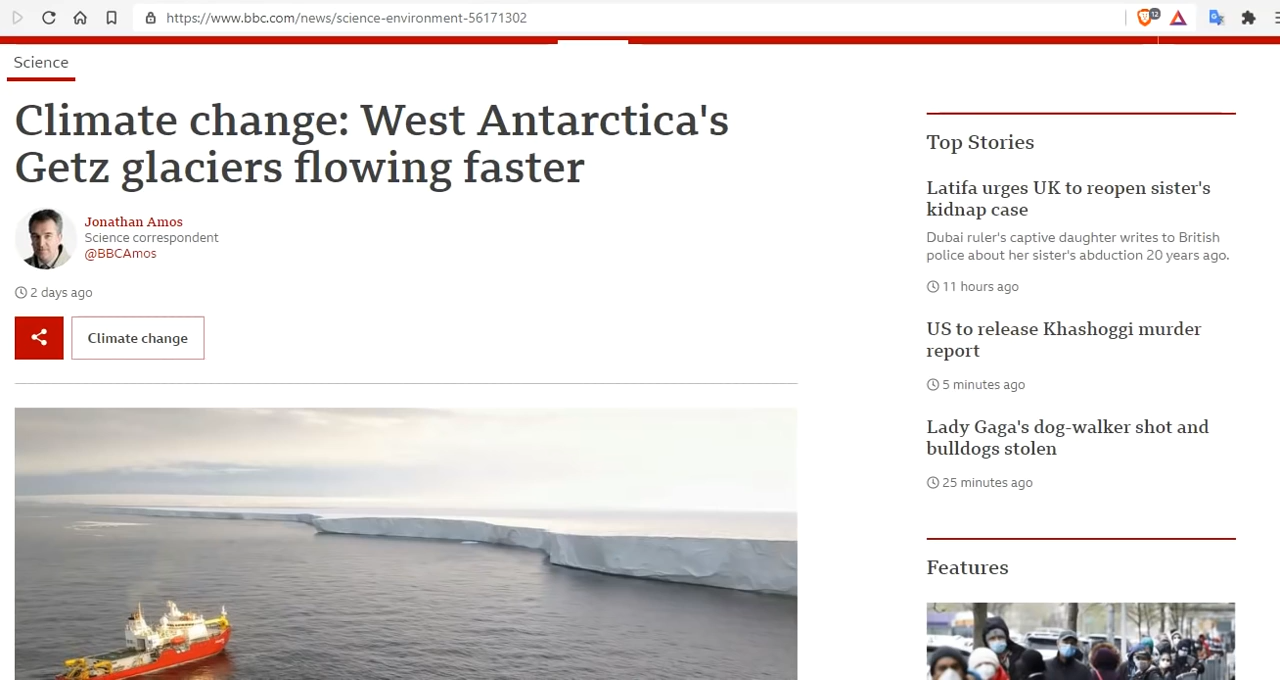 https://www.bbc.com/news/science-environment-56171302
12
Science
Climate change: West Antarctica's
Getz glaciers flowing faster
Jonathan Amos
Science correspondent
@BBCAmos
2 days ago
Climate change
Top Stories
Latifa urges UK to reopen sister's
kidnap case
Dubai ruler's captive daughter writes to British
police about her sister's abduction 20 years ago.
11 hours ago
US to release Khashoggi murder
report
5 minutes ago
Lady Gaga's dog-walker shot and
bulldogs stolen
25 minutes ago
Features